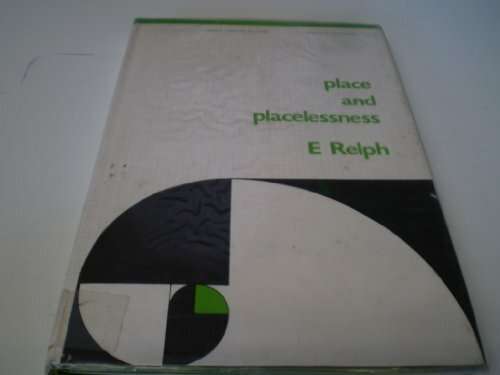 place
and
placelessness
E Relph